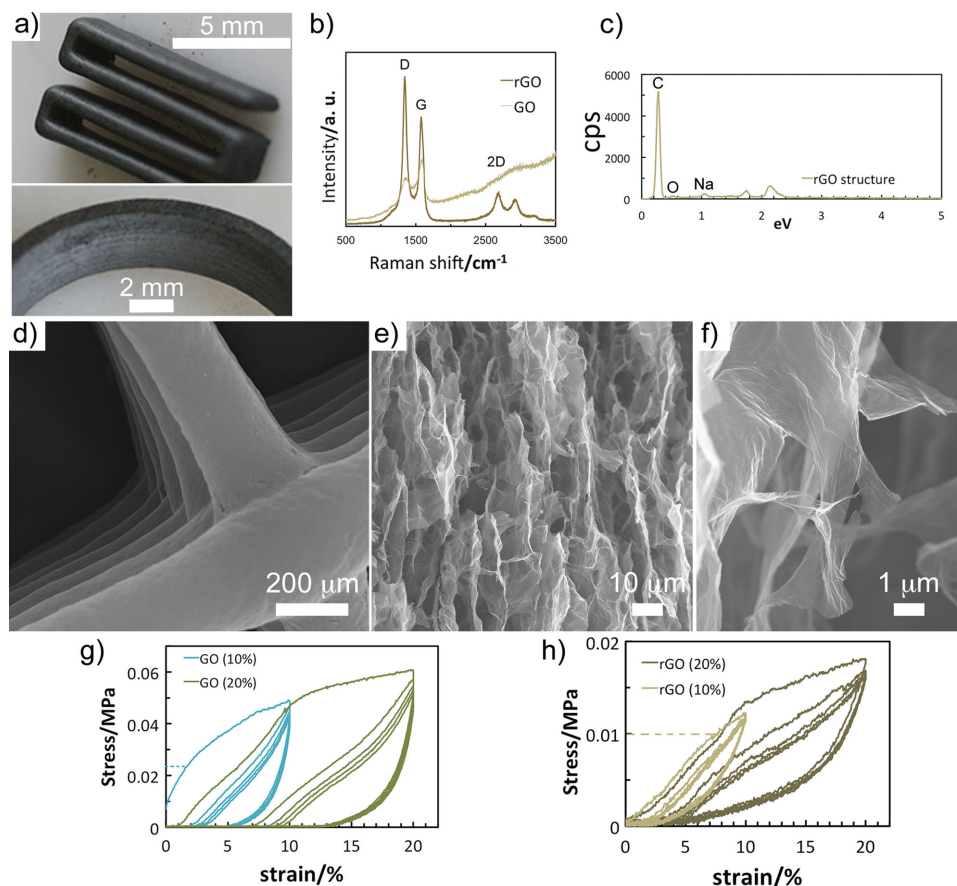 a)
5 mm
2 mm
b)
D
G
2D
rGO
GO
Intensity/a. u.
500
1500
2500
3500
Raman shift/cm-1
c)
6000
4000
2000
0
cps
C
O
Na
rGO structure
0
1
2
3
4
5
eV
d)
200 μm
e)
10 μm
f)
1 μm
g)
GO (10%)
GO (20%)
0.06
0.04
0.02
0
Stress/MPa
0
5
10
15
20
strain/%
h)
rGO (20%)
rGO (10%)
0.02
0.01
0
Stress/MPa
0
5
10
15
20
strain/%